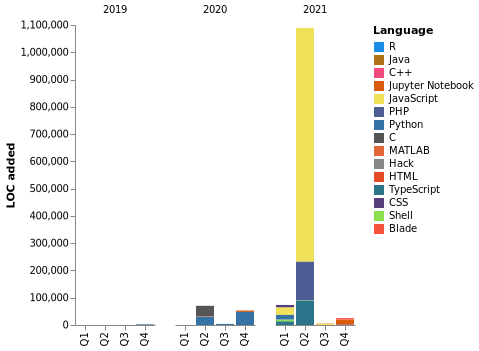 2019 2020 2021
Language
R
Java
C++
Jupyter Notebook
JavaScript
PHP
Python
C
MATLAB
Hack
HTML
TypeScript
CSS
Shell
Blade
LOC added
1,100,000
1,000,000
900,000
800,000
700,000
600,000
500,000
400,000
300,000
200,000
100,000
0
Q1 Q2 Q3 Q4 Q1 Q2 Q3 Q4 Q1 Q2 Q3 Q4